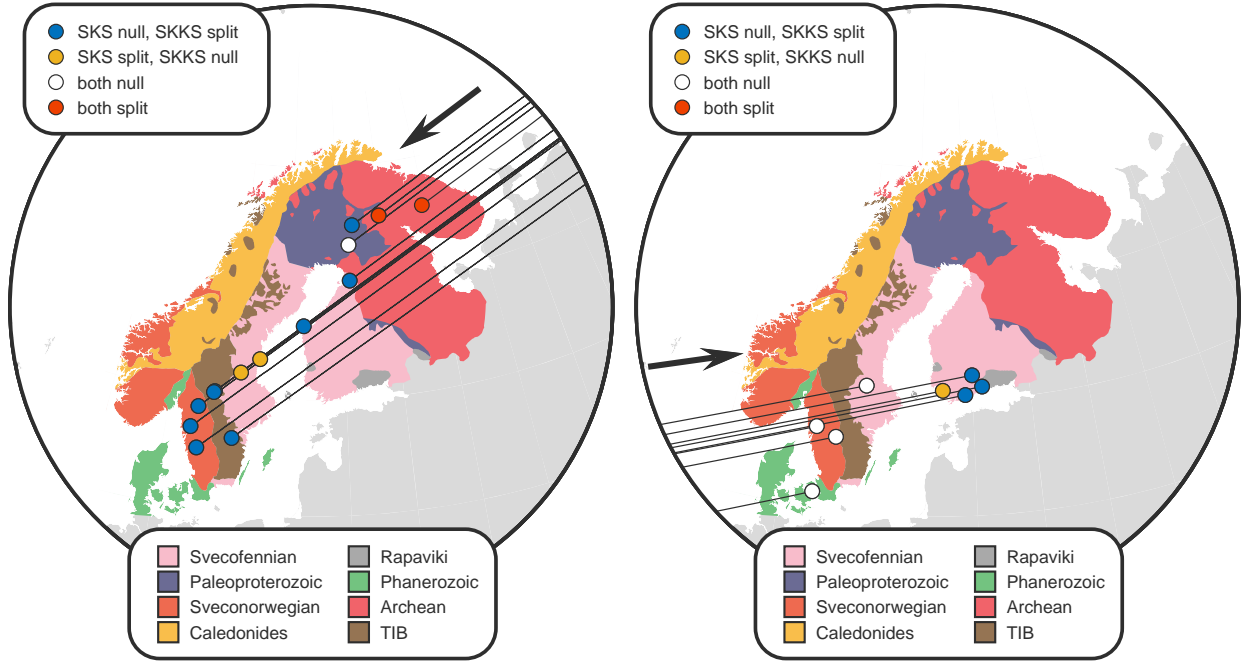 SKS null, SKKS split
SKS split, SKKS null
both null
both split
Svecofennian
Paleoproterozoic
Sveconorwegian
Caledonides
Rapaviki
Phanerozoic
Archean
TIB
SKS null, SKKS split
SKS split, SKKS null
both null
both split
Svecofennian
Paleoproterozoic
Sveconorwegian
Caledonides
Rapaviki
Phanerozoic
Archean
TIB